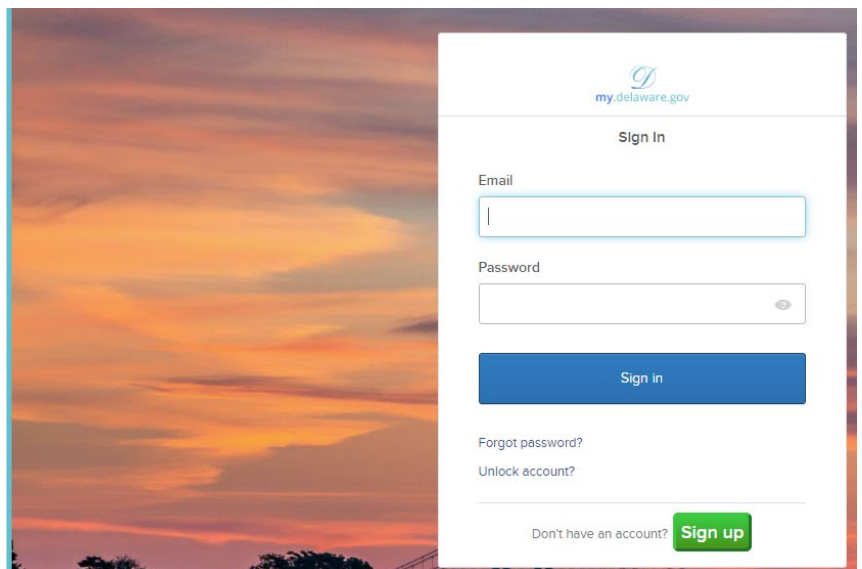 D
my.delaware.gov
Sign In
Email
Password
Sign in
Forgot password?
Unlock account?
Don't have an account? Sign up